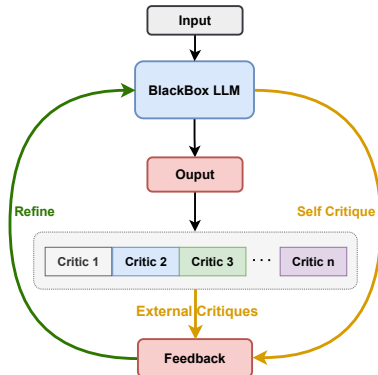 Input
BlackBox LLM
Ouput
Refine
Self Critique
Critic 1 Critic 2 Critic 3 ... Critic n
External Critiques
Feedback